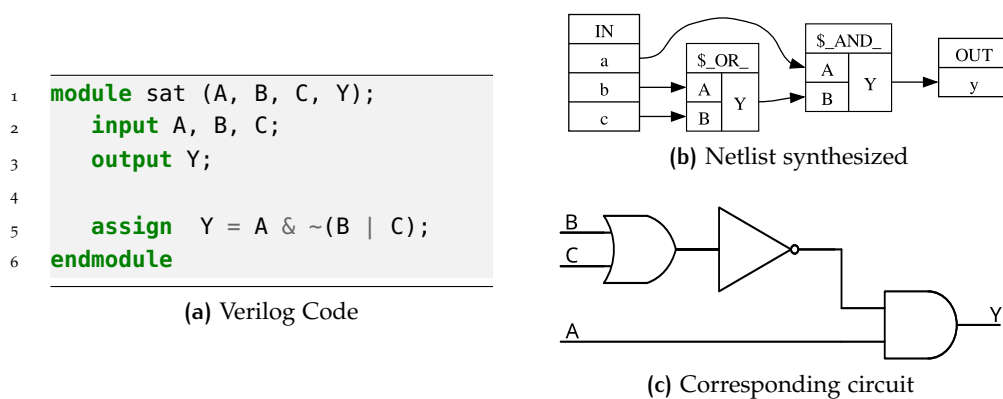 1 module sat (A, B, C, Y);
2 input A, B, C;
3 output Y;
4
5 assign Y = A & ~(B | C);
6 endmodule
(a) Verilog Code
IN
a
b
c
$_OR_
A
B
Y
$_AND_
A
B
Y
OUT
y
(b) Netlist synthesized
B
C
A
Y
(c) Corresponding circuit